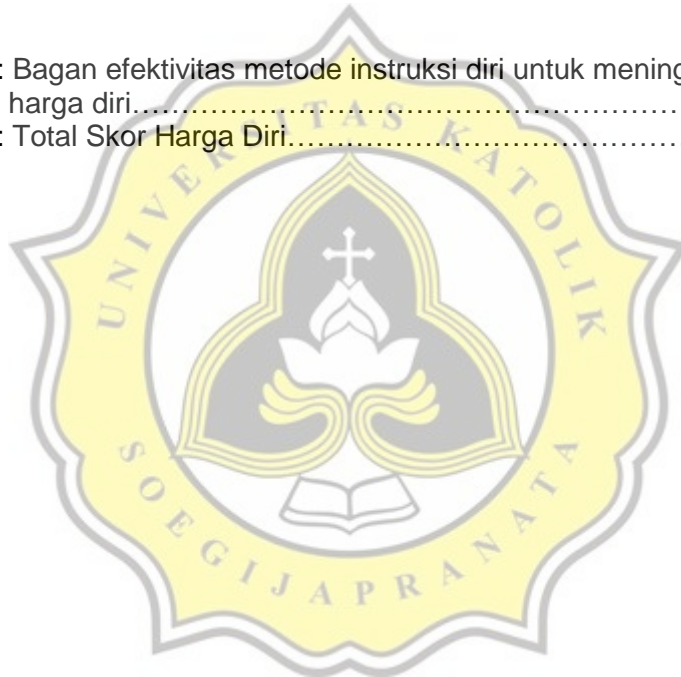 : Bagan efektivitas metode instruksi diri untuk mening
harga diri……………………………………………………
: Total Skor Harga Diri……………………………………
UNIVERSITAS KATOLIK
SOEGIJAPRANATA